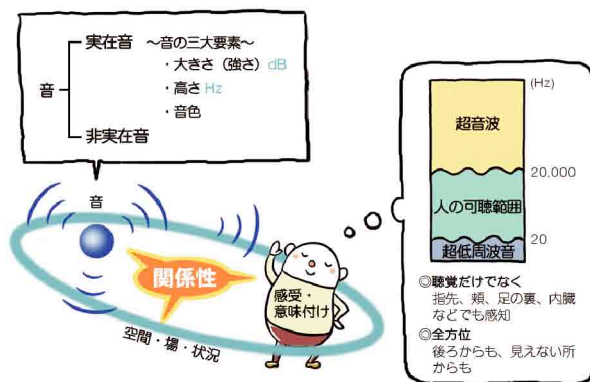 音
実在音 ～音の三大要素～
・大きさ（強さ）dB
・高さ Hz
・音色
非実在音
音
関係性
感受・
意味付け
空間・場・状況
(Hz)
超音波
20,000
人の可聴範囲
20
超低周波音
◎聴覚だけでなく
指先、頬、足の裏、内臓
などでも感知
◎全方位
後ろからも、見えない所
からも